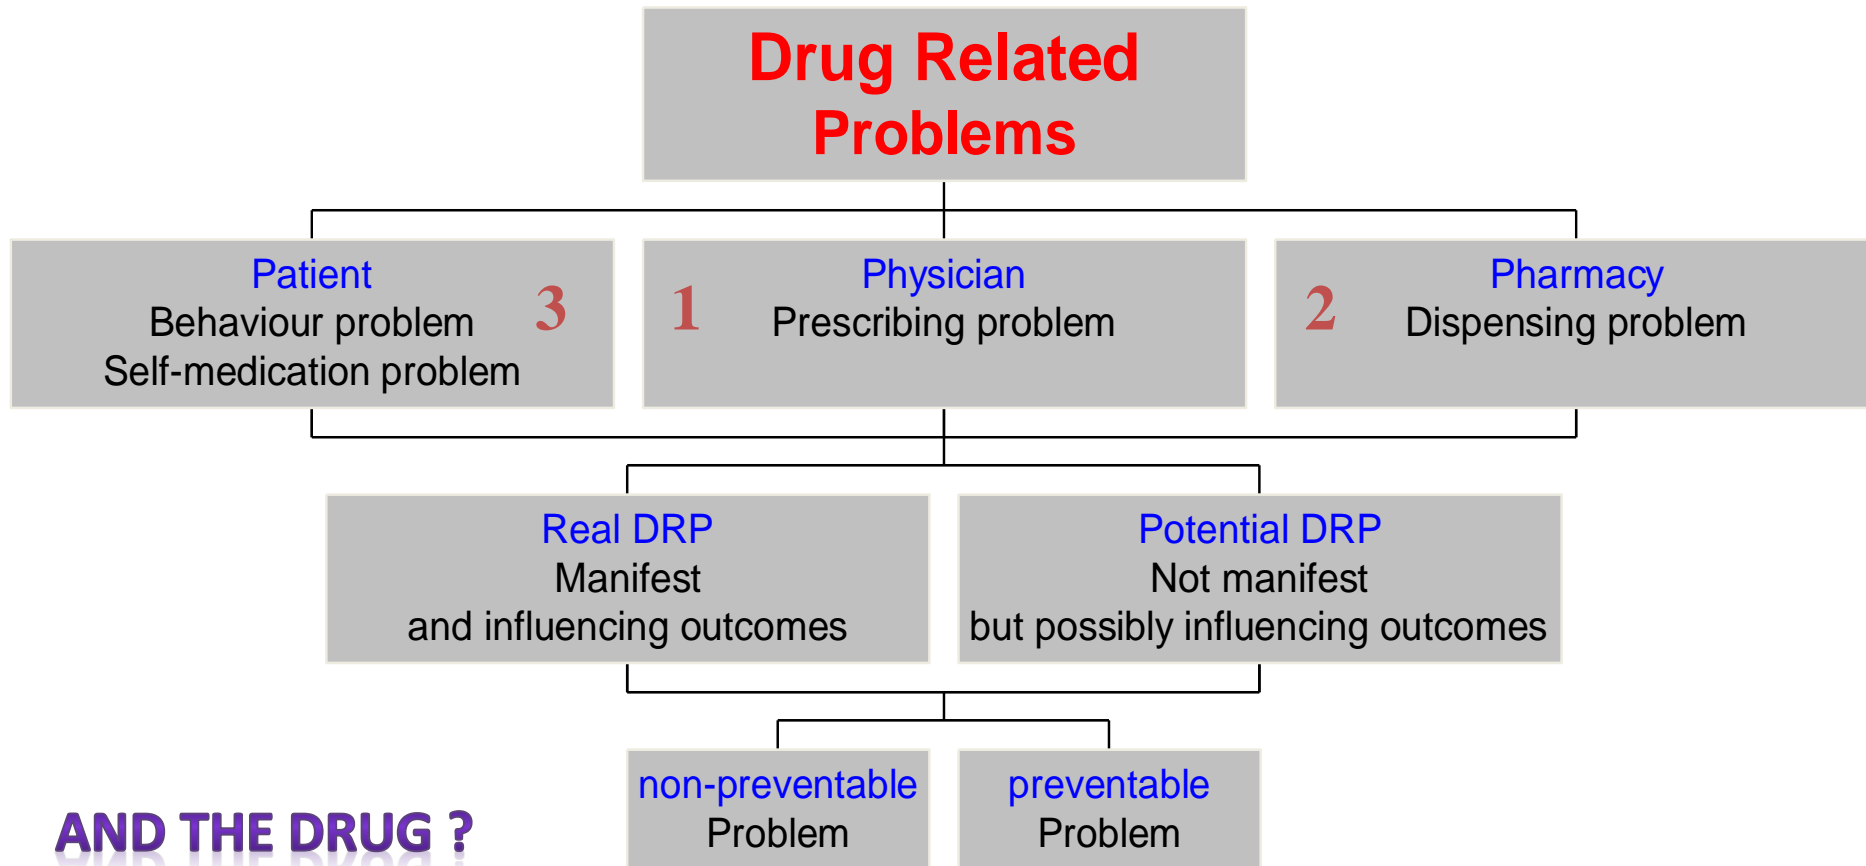 Drug Related
Problems
Patient
Behaviour problem
Self-medication problem
3
1
Physician
Prescribing problem
2
Pharmacy
Dispensing problem
Real DRP
Manifest
and influencing outcomes
Potential DRP
Not manifest
but possibly influencing outcomes
non-preventable
Problem
preventable
Problem
AND THE DRUG ?